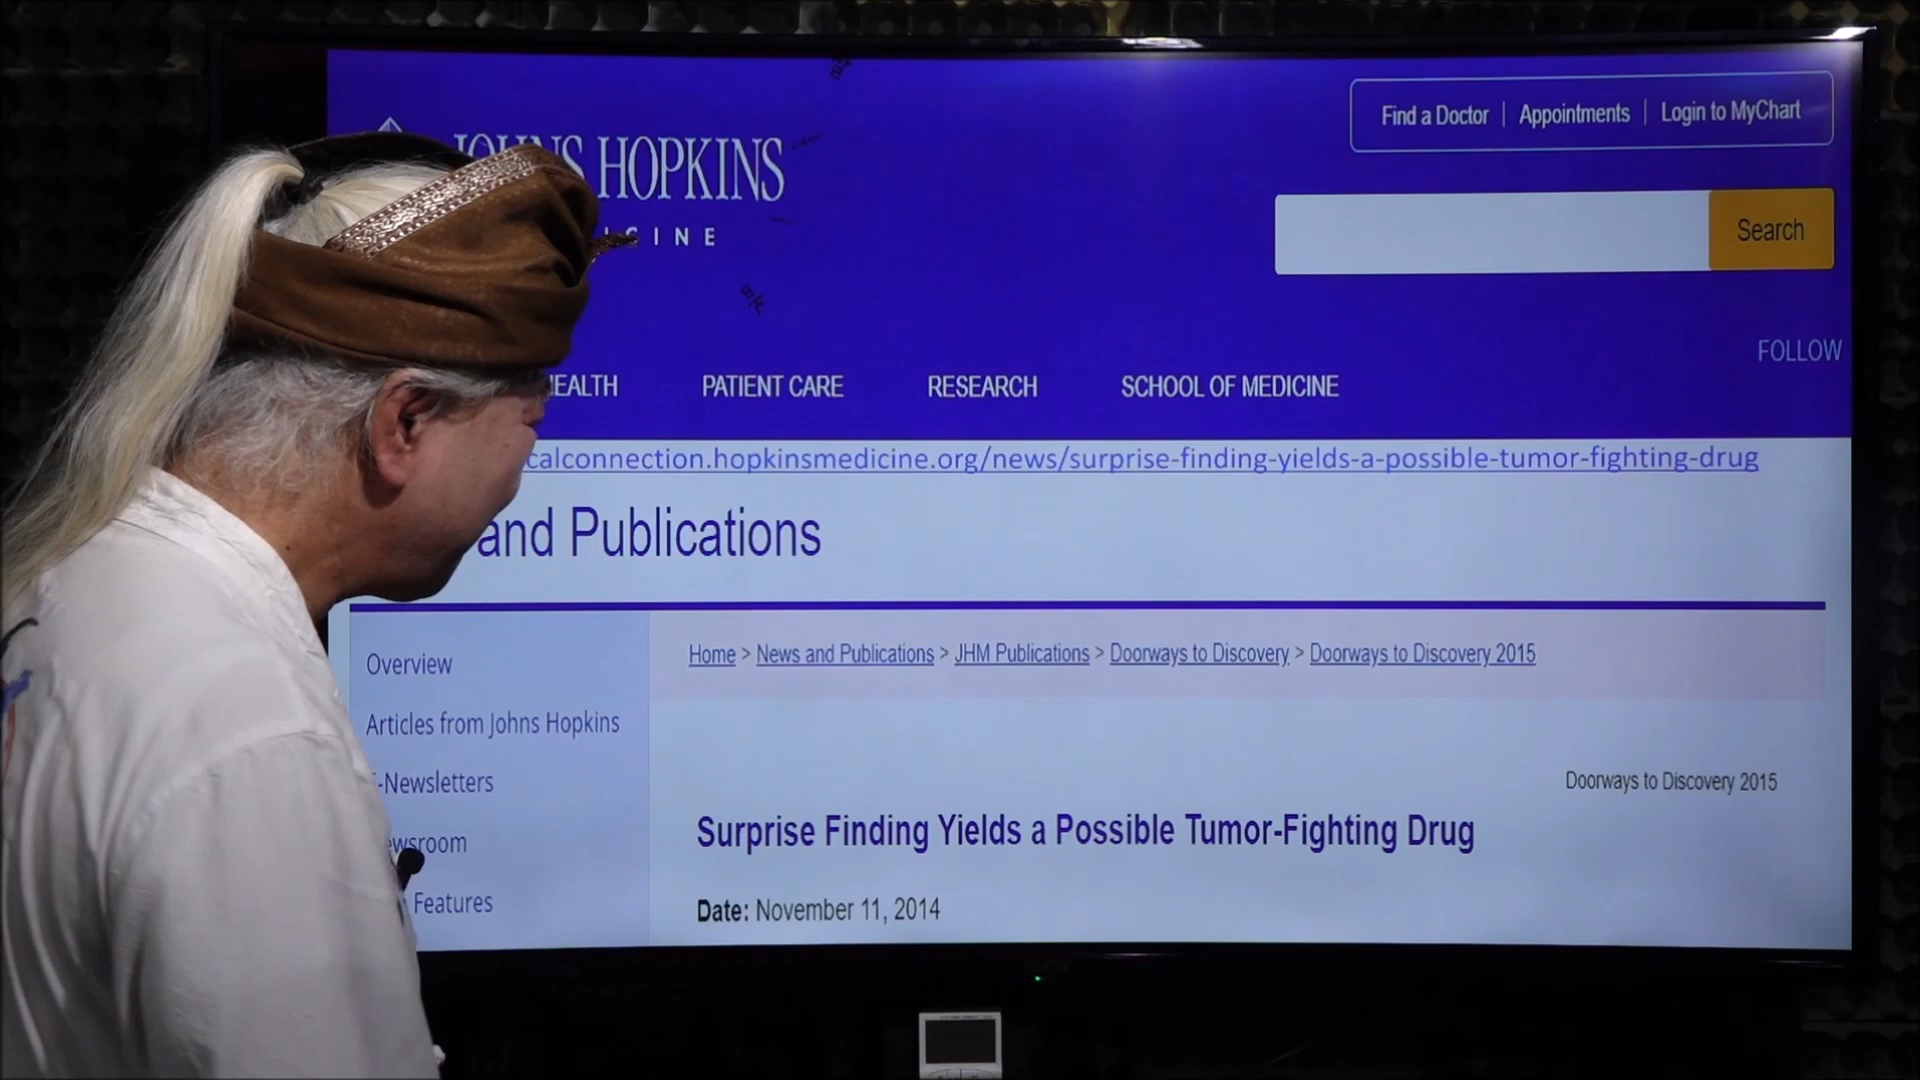 Find a Doctor | Appointments | Login to MyChart
JOHNS HOPKINS
Search
FOLLOW
PATIENT CARE RESEARCH SCHOOL OF MEDICINE
calconnection.hopkinsmedicine.org/news/surprise-finding-yields-a-possible-tumor-fighting-drug
and Publications
Home > News and Publications > JHM Publications > Doorways to Discovery > Doorways to Discovery 2015
Overview
Articles from Johns Hopkins
-Newsletters
Features
Doorways to Discovery 2015
Surprise Finding Yields a Possible Tumor-Fighting Drug
Date: November 11, 2014